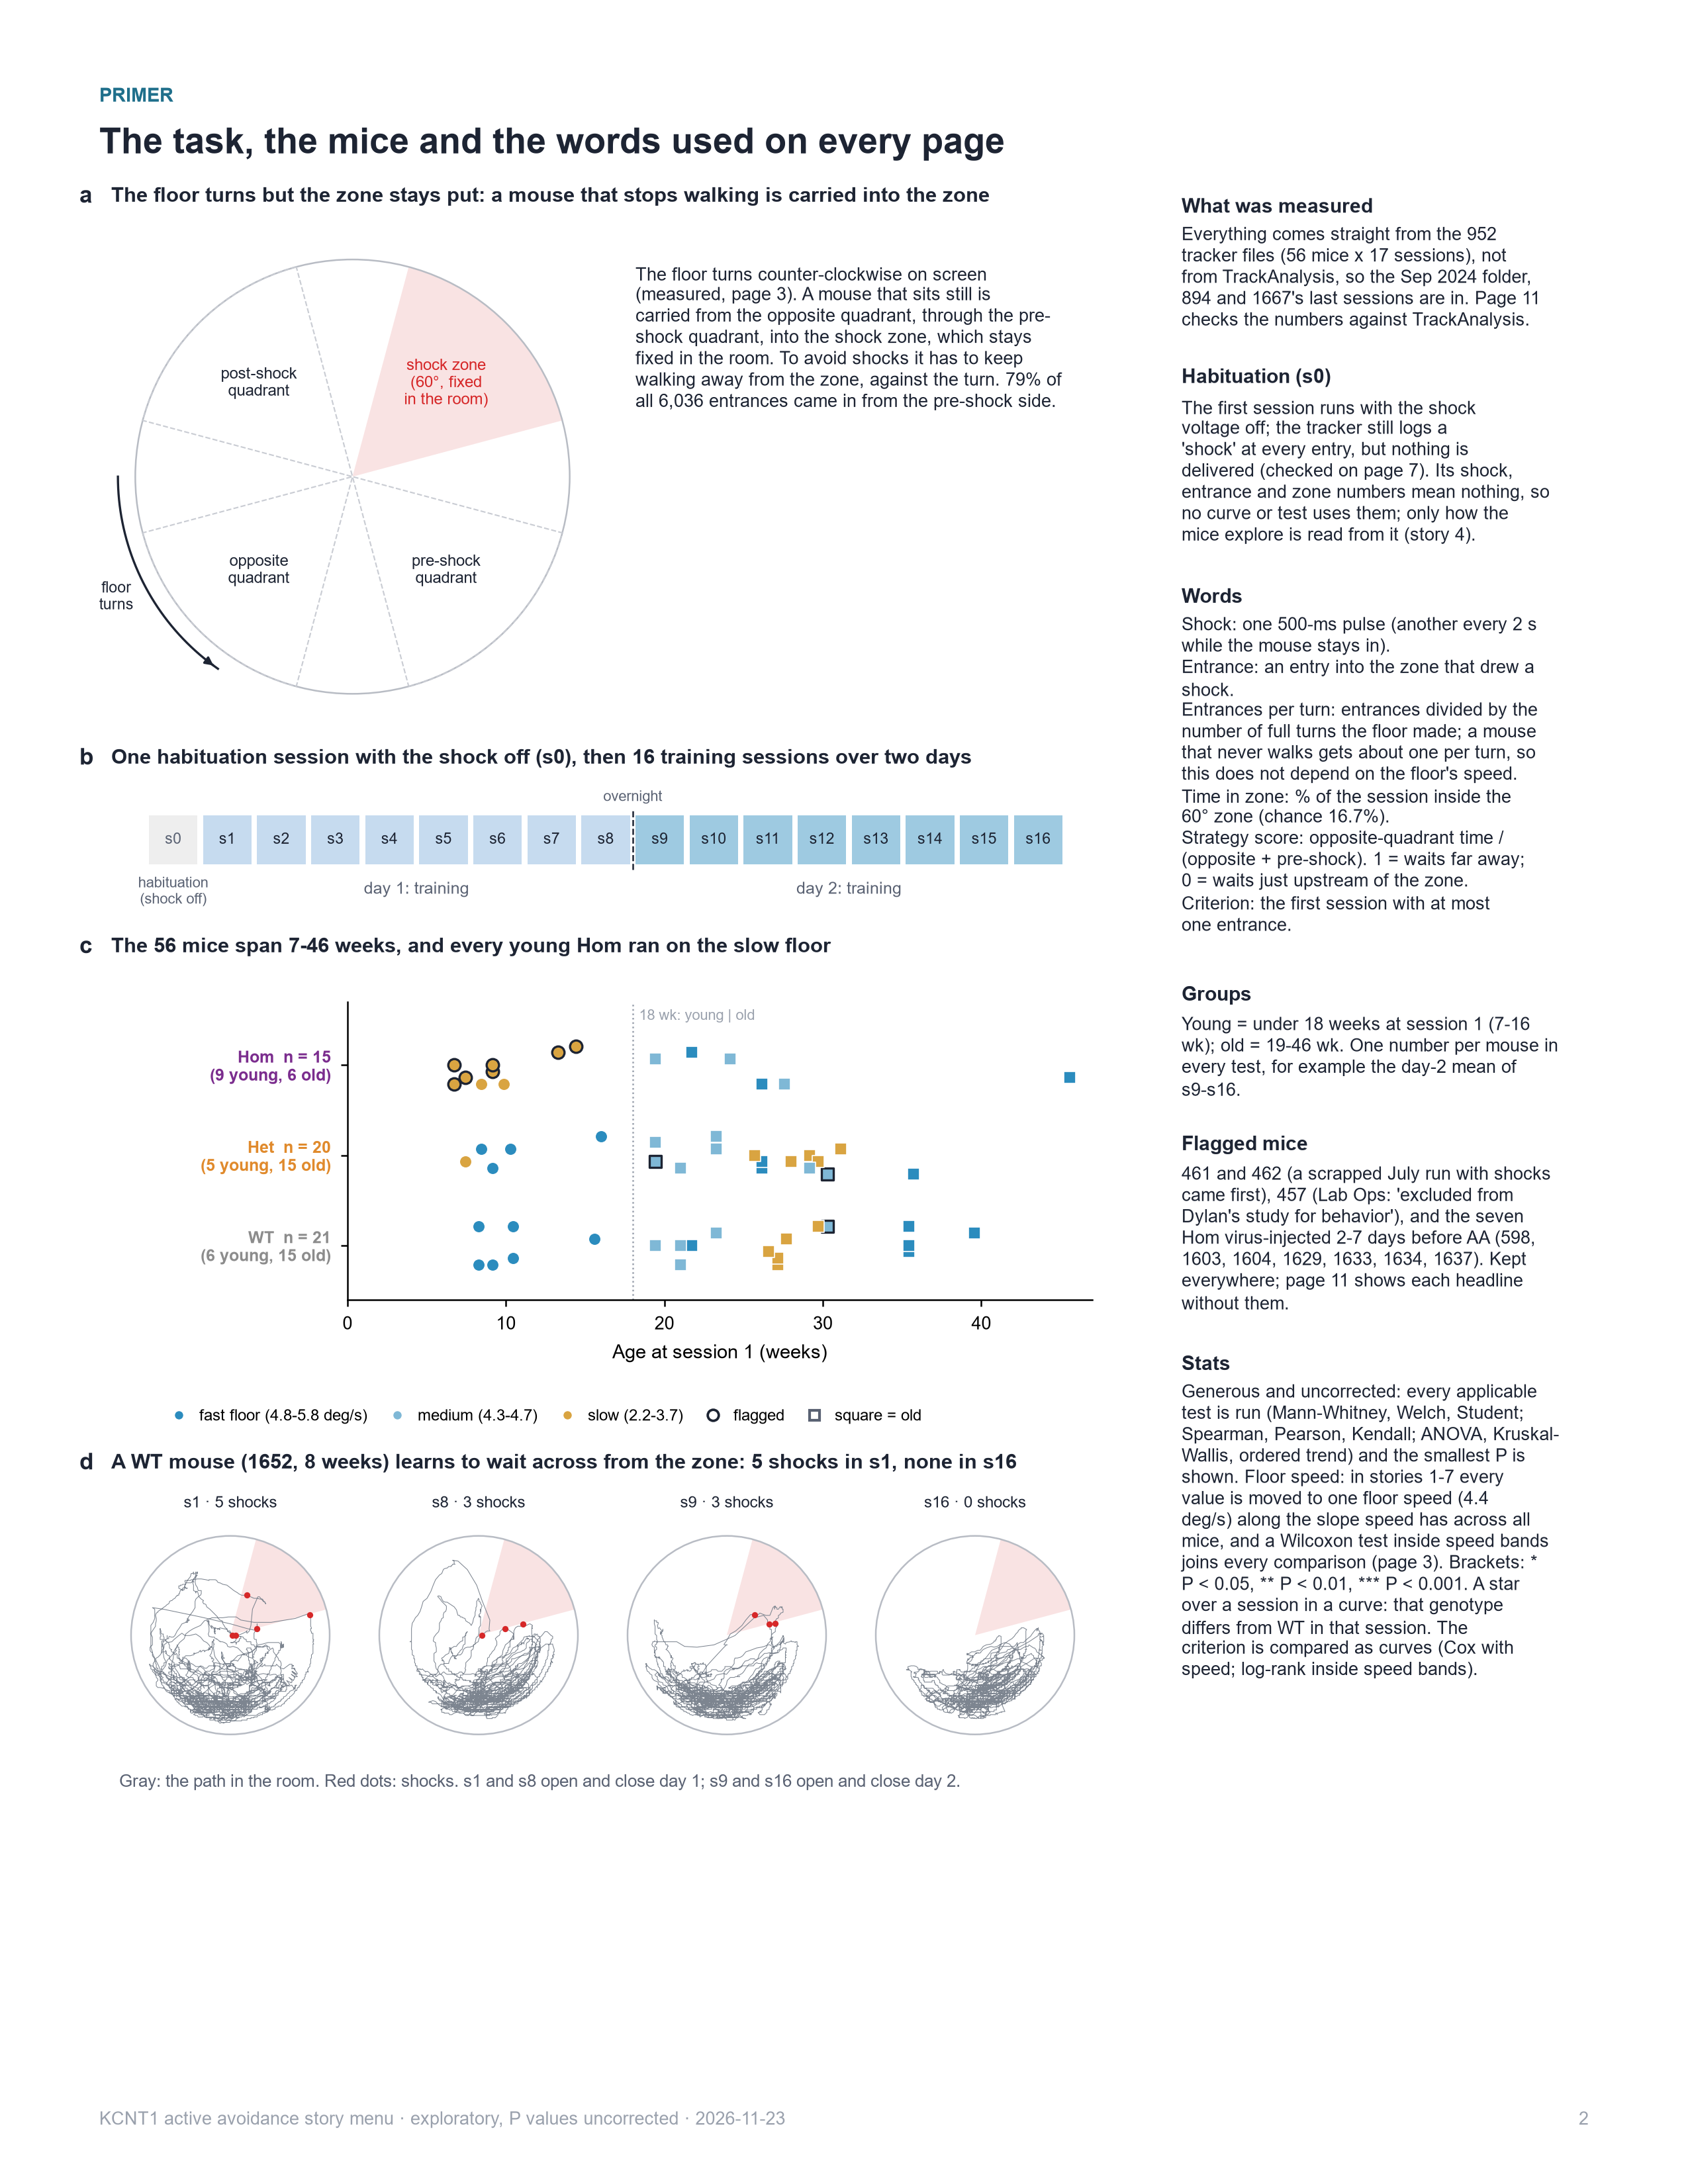 PRIMER
The task, the mice and the words used on every page
a The floor turns but the zone stays put: a mouse that stops walking is carried into the zone
post-shock
quadrant
shock zone
(60°, fixed
in the room)
opposite
quadrant
pre-shock
quadrant
floor
turns
The floor turns counter-clockwise on screen
(measured, page 3). A mouse that sits still is
carried from the opposite quadrant, through the pre-
shock quadrant, into the shock zone, which stays
fixed in the room. To avoid shocks it has to keep
walking away from the zone, against the turn. 79% of
all 6,036 entrances came in from the pre-shock side.
b One habituation session with the shock off (s0), then 16 training sessions over two days
overnight
s0 s1 s2 s3 s4 s5 s6 s7 s8 s9 s10 s11 s12 s13 s14 s15 s16
habituation
(shock off)
day 1: training
day 2: training
c The 56 mice span 7-46 weeks, and every young Hom ran on the slow floor
18 wk: young | old
Hom n = 15
(9 young, 6 old)
Het n = 20
(5 young, 15 old)
WT n = 21
(6 young, 15 old)
0 10 20 30 40
Age at session 1 (weeks)
fast floor (4.8-5.8 deg/s) medium (4.3-4.7) slow (2.2-3.7) flagged square = old
d A WT mouse (1652, 8 weeks) learns to wait across from the zone: 5 shocks in s1, none in s16
s1 · 5 shocks
s8 · 3 shocks
s9 · 3 shocks
s16 · 0 shocks
Gray: the path in the room. Red dots: shocks. s1 and s8 open and close day 1; s9 and s16 open and close day 2.
What was measured
Everything comes straight from the 952
tracker files (56 mice x 17 sessions), not
from TrackAnalysis, so the Sep 2024 folder,
894 and 1667's last sessions are in. Page 11
checks the numbers against TrackAnalysis.
Habituation (s0)
The first session runs with the shock
voltage off; the tracker still logs a
'shock' at every entry, but nothing is
delivered (checked on page 7). Its shock,
entrance and zone numbers mean nothing, so
no curve or test uses them; only how the
mice explore is read from it (story 4).
Words
Shock: one 500-ms pulse (another every 2 s
while the mouse stays in).
Entrance: an entry into the zone that drew a
shock.
Entrances per turn: entrances divided by the
number of full turns the floor made; a mouse
that never walks gets about one per turn, so
this does not depend on the floor's speed.
Time in zone: % of the session inside the
60° zone (chance 16.7%).
Strategy score: opposite-quadrant time /
(opposite + pre-shock). 1 = waits far away;
0 = waits just upstream of the zone.
Criterion: the first session with at most
one entrance.
Groups
Young = under 18 weeks at session 1 (7-16
wk); old = 19-46 wk. One number per mouse in
every test, for example the day-2 mean of
s9-s16.
Flagged mice
461 and 462 (a scrapped July run with shocks
came first), 457 (Lab Ops: 'excluded from
Dylan's study for behavior'), and the seven
Hom virus-injected 2-7 days before AA (598,
1603, 1604, 1629, 1633, 1634, 1637). Kept
everywhere; page 11 shows each headline
without them.
Stats
Generous and uncorrected: every applicable
test is run (Mann-Whitney, Welch, Student;
Spearman, Pearson, Kendall; ANOVA, Kruskal-
Wallis, ordered trend) and the smallest P is
shown. Floor speed: in stories 1-7 every
value is moved to one floor speed (4.4
deg/s) along the slope speed has across all
mice, and a Wilcoxon test inside speed bands
joins every comparison (page 3). Brackets: *
P < 0.05, ** P < 0.01, *** P < 0.001. A star
over a session in a curve: that genotype
differs from WT in that session. The
criterion is compared as curves (Cox with
speed; log-rank inside speed bands).
KCNT1 active avoidance story menu · exploratory, P values uncorrected · 2026-11-23
2